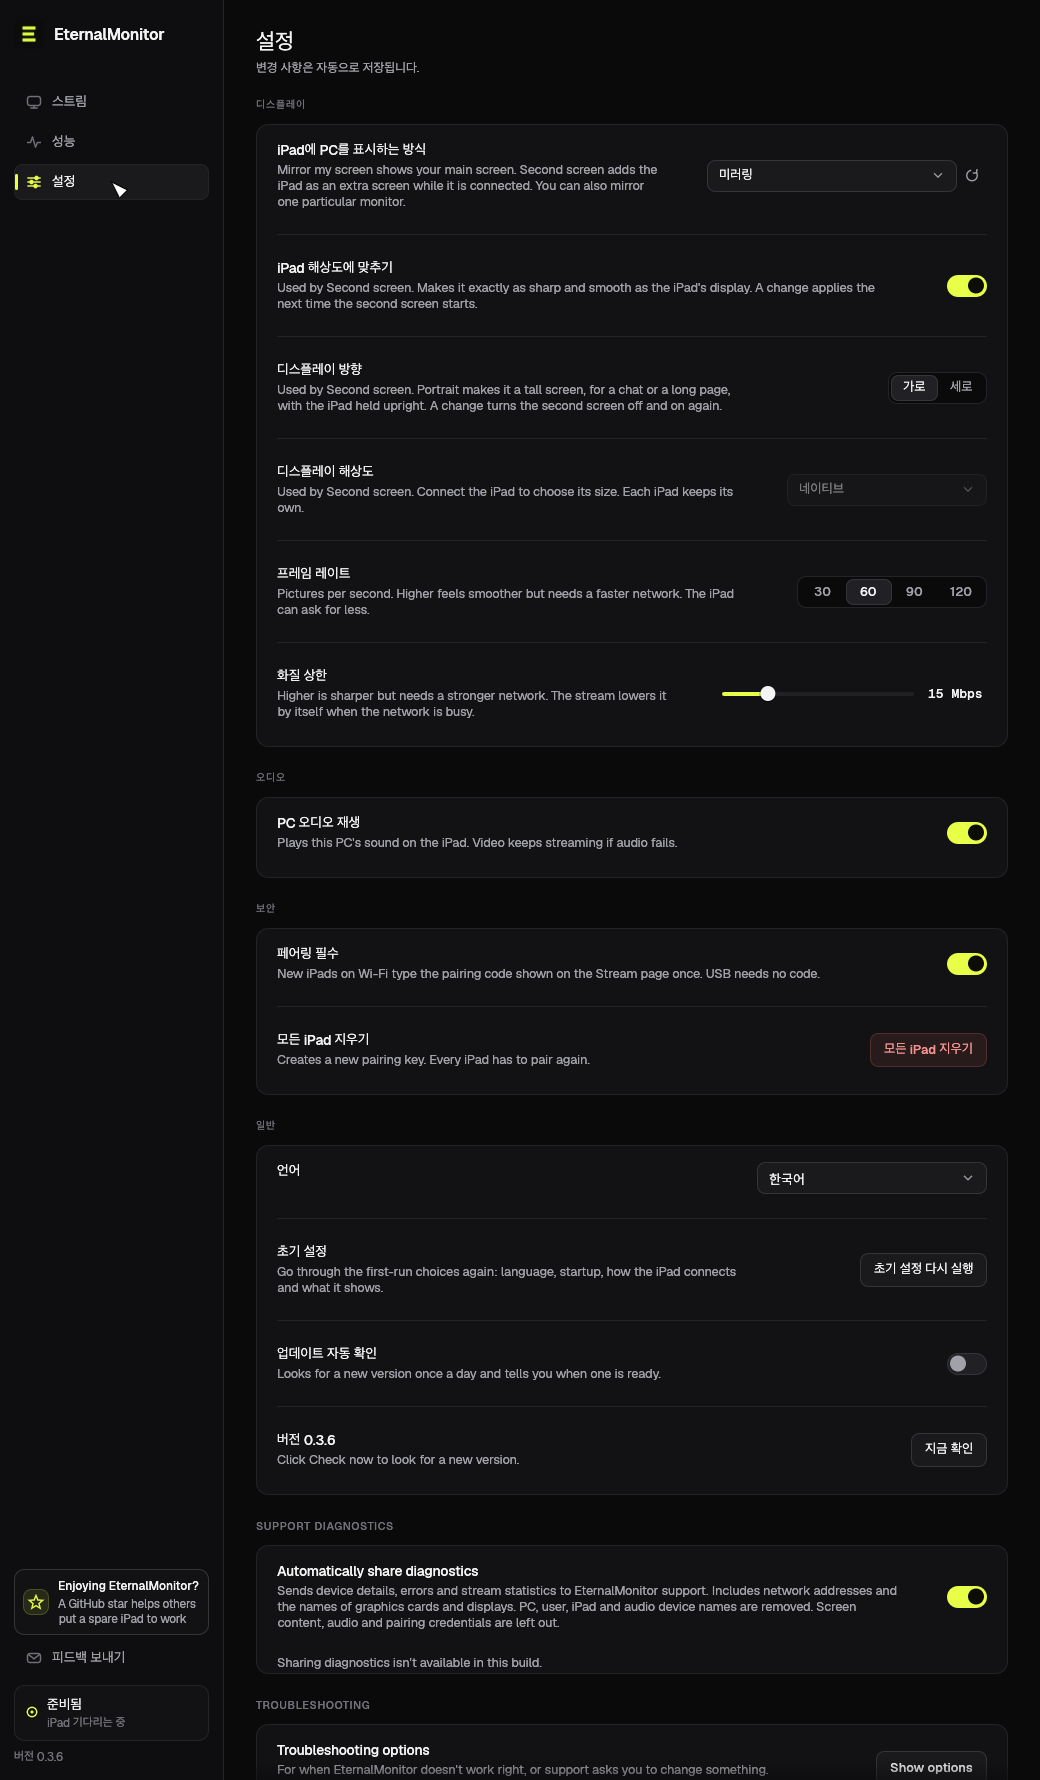 EternalMonitor
스트림
성능
설정
설정
변경 사항은 자동으로 저장됩니다.
디스플레이
iPad에 PC를 표시하는 방식
Mirror my screen shows your main screen. Second screen adds the
iPad as an extra screen while it is connected. You can also mirror
one particular monitor.
미러링
iPad 해상도에 맞추기
Used by Second screen. Makes it exactly as sharp and smooth as the iPad's display. A change applies the
next time the second screen starts.
디스플레이 방향
Used by Second screen. Portrait makes it a tall screen, for a chat or a long page,
with the iPad held upright. A change turns the second screen off and on again.
가로 세로
디스플레이 해상도
Used by Second screen. Connect the iPad to choose its size. Each iPad keeps its
own.
네이티브
프레임 레이트
Pictures per second. Higher feels smoother but needs a faster network. The iPad
can ask for less.
30 60 90 120
화질 상한
Higher is sharper but needs a stronger network. The stream lowers it
by itself when the network is busy.
15 Mbps
오디오
PC 오디오 재생
Plays this PC's sound on the iPad. Video keeps streaming if audio fails.
보안
페어링 필수
New iPads on Wi-Fi type the pairing code shown on the Stream page once. USB needs no code.
모든 iPad 지우기
Creates a new pairing key. Every iPad has to pair again.
모든 iPad 지우기
일반
언어
한국어
초기 설정
Go through the first-run choices again: language, startup, how the iPad connects
and what it shows.
초기 설정 다시 실행
업데이트 자동 확인
Looks for a new version once a day and tells you when one is ready.
버전 0.3.6
Click Check now to look for a new version.
지금 확인
SUPPORT DIAGNOSTICS
Automatically share diagnostics
Sends device details, errors and stream statistics to EternalMonitor support. Includes network addresses and
the names of graphics cards and displays. PC, user, iPad and audio device names are removed. Screen
content, audio and pairing credentials are left out.
Sharing diagnostics isn't available in this build.
TROUBLESHOOTING
Troubleshooting options
For when EternalMonitor doesn't work right, or support asks you to change something.
Show options
Enjoying EternalMonitor?
A GitHub star helps others
put a spare iPad to work
피드백 보내기
준비됨
iPad 기다리는 중
버전 0.3.6